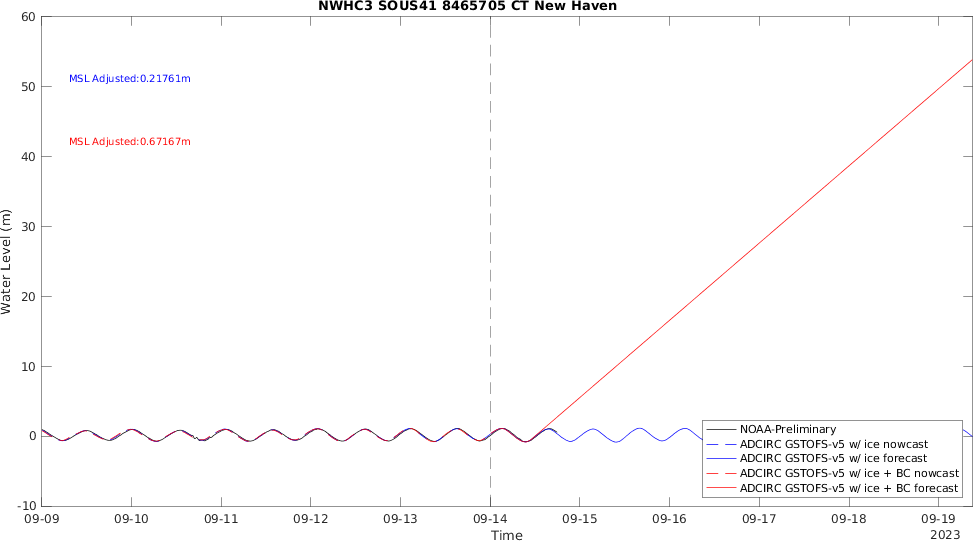 NWHC3 SOUS41 8465705 CT New Haven
60
50
40
30
20
10
0
-10
Water Level (m)
MSL Adjusted:0.21761m
MSL Adjusted:0.67167m
NOAA-Preliminary
ADCIRC GSTOFS-v5 w/ ice nowcast
ADCIRC GSTOFS-v5 w/ ice forecast
ADCIRC GSTOFS-v5 w/ ice + BC nowcast
ADCIRC GSTOFS-v5 w/ ice + BC forecast
09-09 09-10 09-11 09-12 09-13 09-14 09-15 09-16 09-17 09-18 09-19
Time
2023